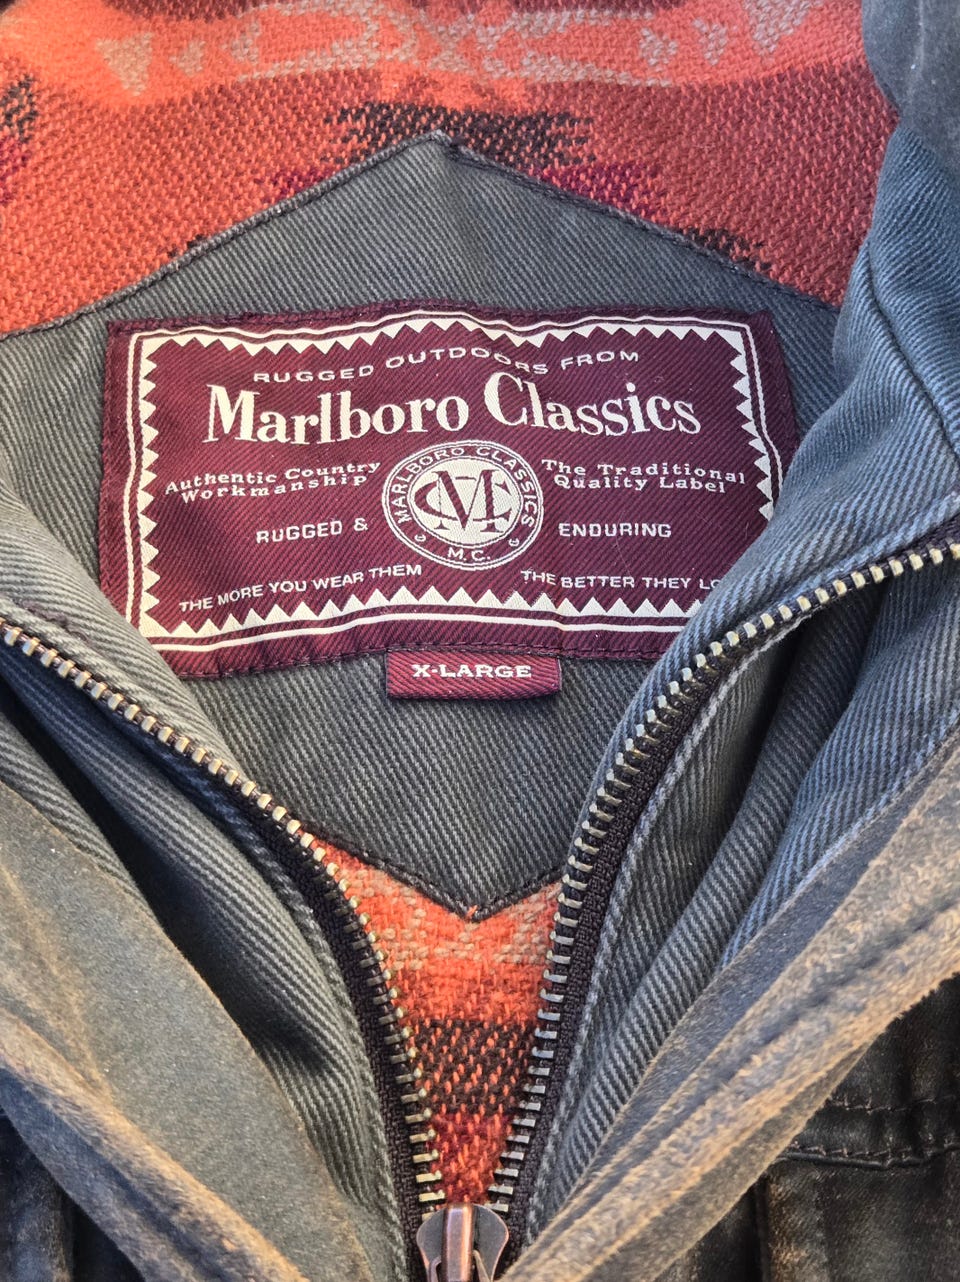 RUGGED OUTDOORS FROM
Marlboro Classics
Authentic Country
Workmanship
MARLBORO CLASSICS
M.C.
The Traditional
Quality Label
RUGGED &
ENDURING
THE MORE YOU WEAR THEM
THE BETTER THEY
X-LARGE